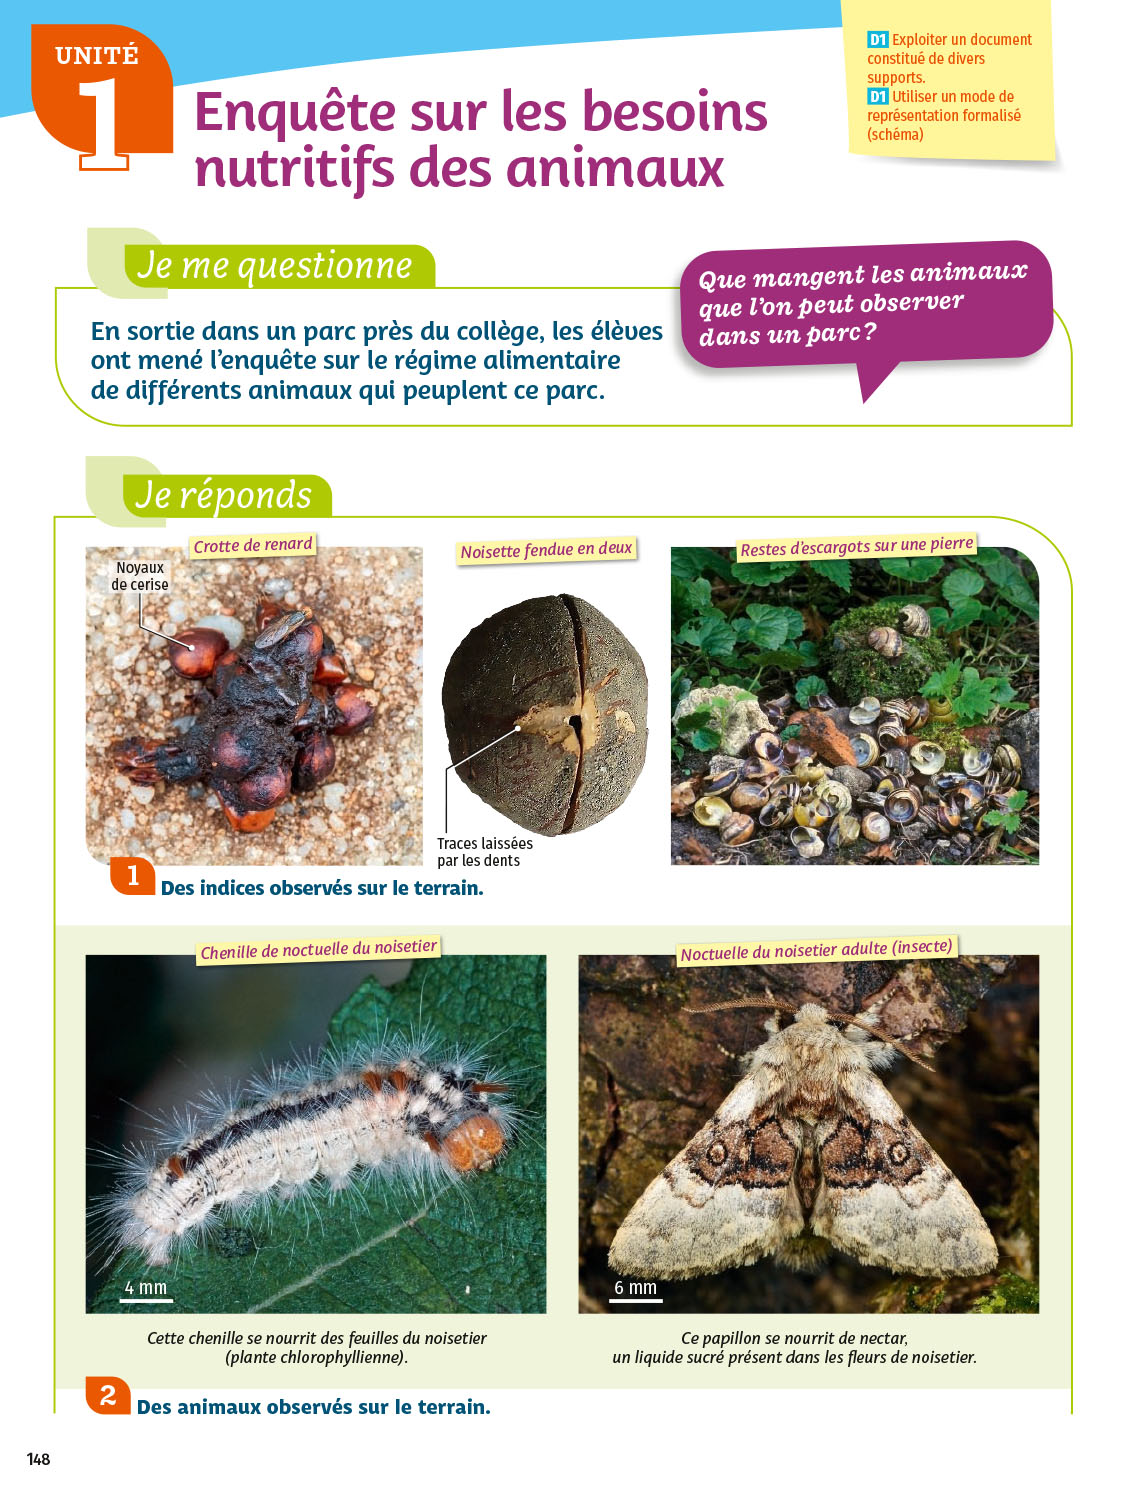 UNITÉ
1
Enquête sur les besoins
nutritifs des animaux
D1 Exploiter un document
constitué de divers
supports.
D1 Utiliser un mode de
représentation formalisé
(schéma)
Je me questionne
En sortie dans un parc près du collège, les élèves
ont mené l’enquête sur le régime alimentaire
de différents animaux qui peuplent ce parc.
Que mangent les animaux
que l’on peut observer
dans un parc ?
Je réponds
Crotte de renard
Noyaux
de cerise
Noisette fendue en deux
Traces laissées
par les dents
Restes d’escargots sur une pierre
1 Des indices observés sur le terrain.
Chenille de noctuelle du noisetier
4 mm
Cette chenille se nourrit des feuilles du noisetier
(plante chlorophyllienne).
Noctuelle du noisetier adulte (insecte)
6 mm
Ce papillon se nourrit de nectar,
un liquide sucré présent dans les fleurs de noisetier.
2 Des animaux observés sur le terrain.
148